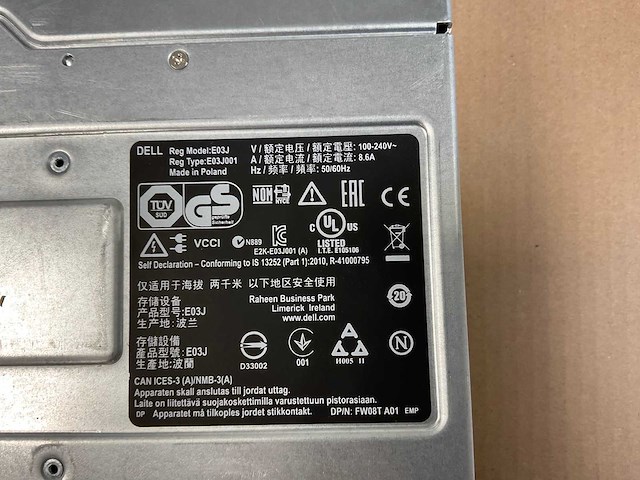 DELL Reg Model:E03J
Reg Type:E03J001
Made in Poland
V / 额定电压 / 額定電壓: 100-240V~
A / 额定电流 / 額定電流: 8.6A
Hz / 频率 / 頻率: 50/60Hz
TÜV SÜD
GS geprüfte Sicherheit
NOM NYCE
EAC
CE
VCCI
N889
E2K-E03J001 (A)
C UL US
LISTED
I.T.E. E105106
Self Declaration – Conforming to IS 13252 (Part 1):2010, R-41000795
仅适用于海拔 两千米 以下地区安全使用
存储设备
产品型号:E03J
生产地: 波兰
Raheen Business Park
Limerick Ireland
www.dell.com
20
存儲設備
產品型號: E03J
生產地:波蘭
D33002
001
H005 II
N
CAN ICES-3 (A)/NMB-3(A)
Apparaten skall anslutas till jordat uttag.
Laite on liitettävä suojakoskettimilla varustettuun pistorasiaan.
DP Apparatet må tilkoples jordet stikkontakt. DP/N: FW08T A01 EMP